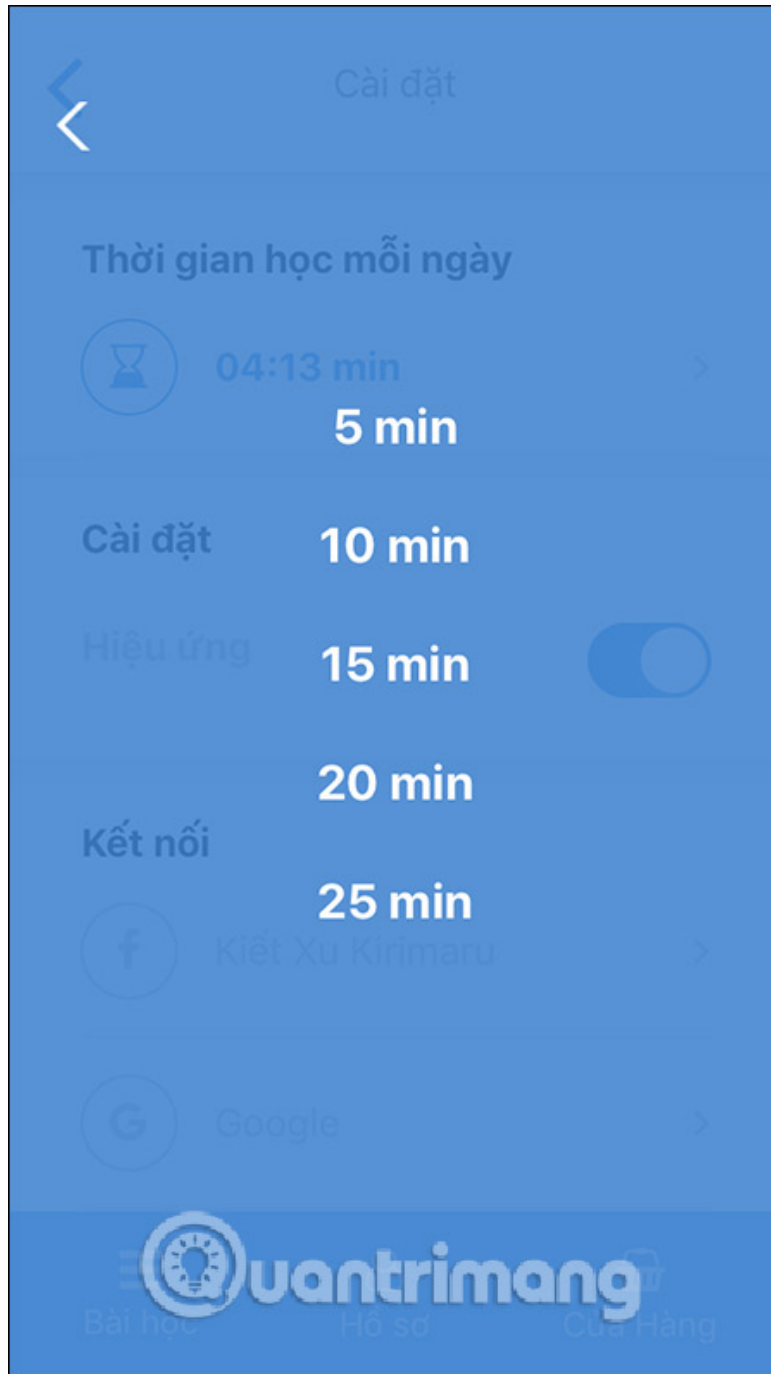 Cài đặt
Thời gian học mỗi ngày
04:13 min
5 min
Cài đặt
10 min
Hiệu ứng
15 min
20 min
Kết nối
25 min
Kiết Xu Kirimaru
Google
Quantrimang
Bài học
Hồ sơ
Cửa Hàng